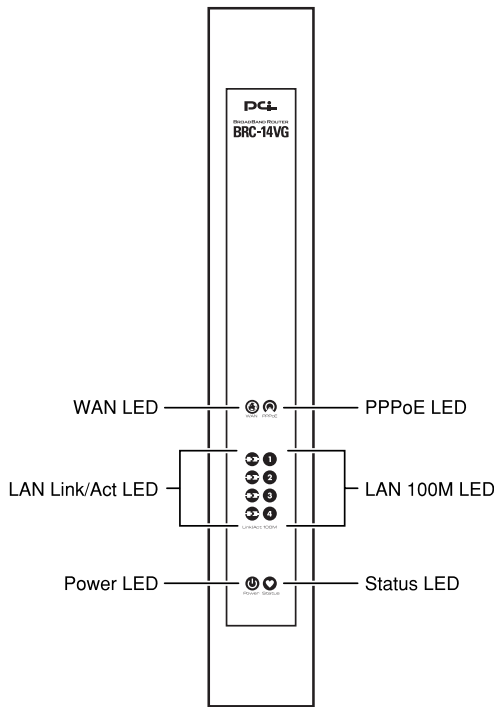 PCi
BROADBAND ROUTER
BRC-14VG
WAN LED
PPPoE LED
WAN PPPoE
1
LAN Link/Act LED
2
LAN 100M LED
3
4
Link/Act 100M
Power LED
Status LED
Power Status